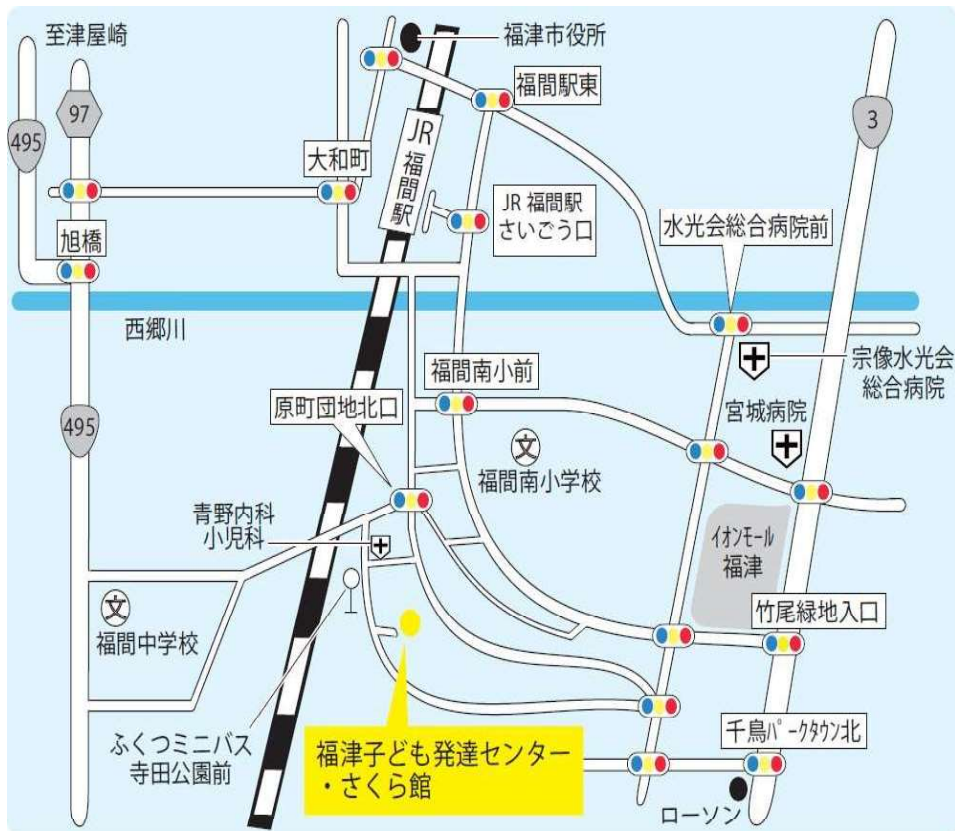 至津屋崎
福津市役所
97
福間駅東
3
495
JR
福間駅
大和町
JR 福間駅
さいごう口
水光会総合病院前
旭橋
西郷川
福間南小前
宗像水光会
総合病院
原町団地北口
宮城病院
495
文
福間南小学校
青野内科
小児科
イオンモール
福津
文
福間中学校
竹尾緑地入口
ふくつミニバス
寺田公園前
福津子ども発達センター
・さくら館
千鳥パークタウン北
ローソン